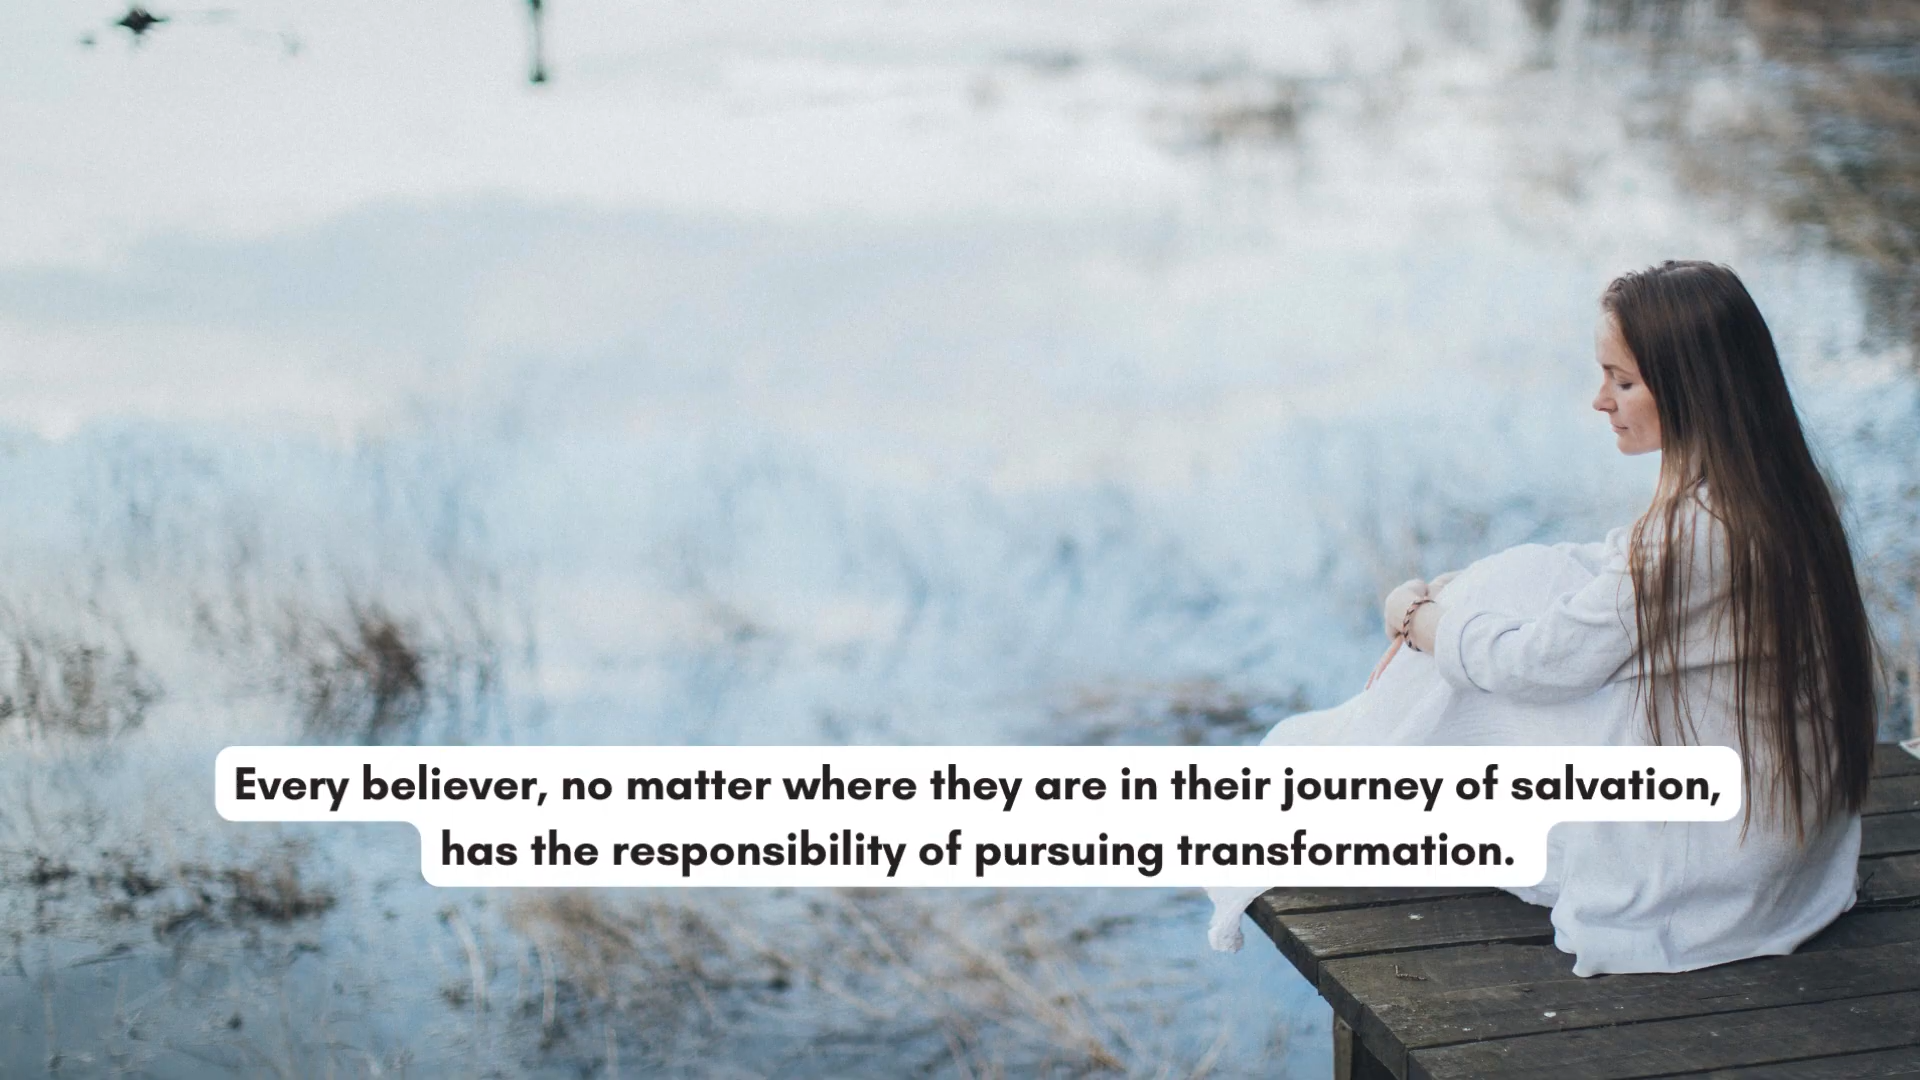 Every believer, no matter where they are in their journey of salvation,
has the responsibility of pursuing transformation.